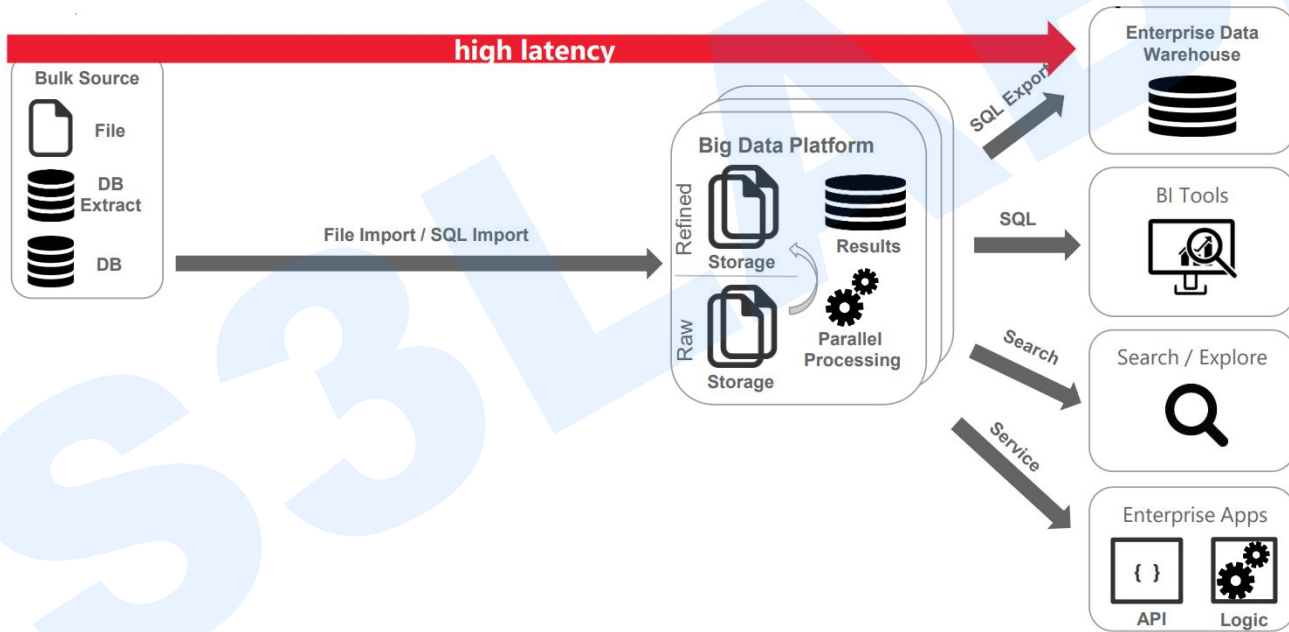 high latency
Bulk Source
File
DB
Extract
DB
File Import / SQL Import
Big Data Platform
Refined
Storage
Results
Raw
Storage
Parallel
Processing
SQL Export
SQL
Search
Service
Enterprise Data
Warehouse
BI Tools
Search / Explore
Enterprise Apps
{ }
API
Logic
S3LAB